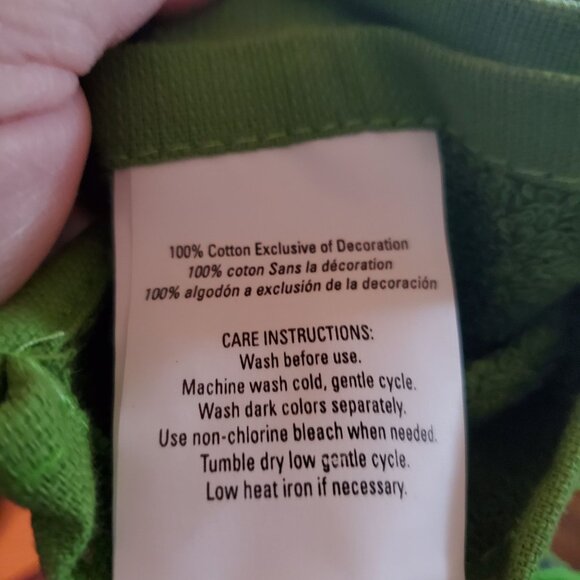 100% Cotton Exclusive of Decoration
100% coton Sans la décoration
100% algodón a exclusión de la decoración
CARE INSTRUCTIONS:
Wash before use.
Machine wash cold, gentle cycle.
Wash dark colors separately.
Use non-chlorine bleach when needed.
Tumble dry low gentle cycle.
Low heat iron if necessary.